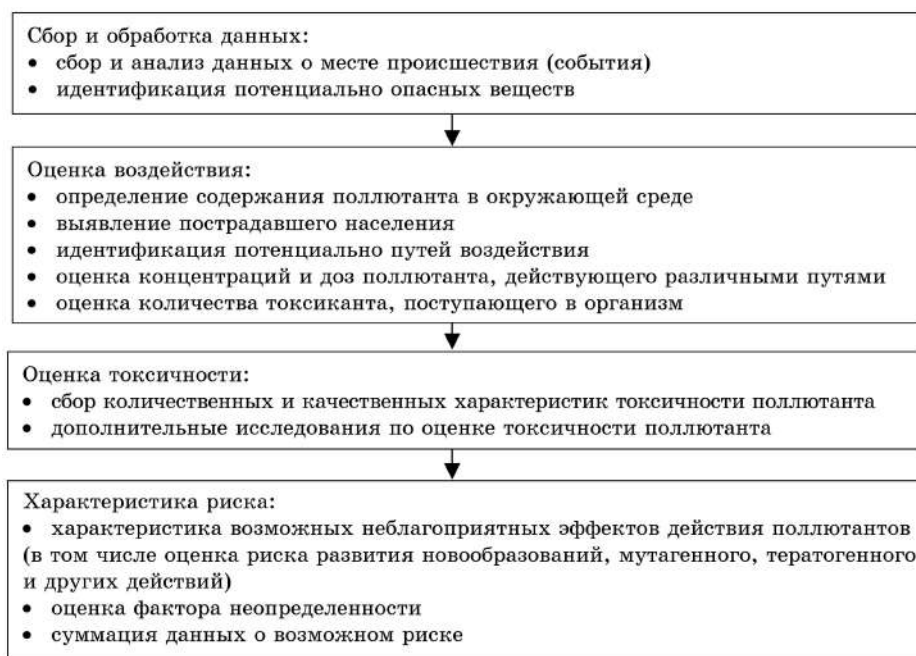 Сбор и обработка данных:
• сбор и анализ данных о месте происшествия (события)
• идентификация потенциально опасных веществ
Оценка воздействия:
• определение содержания поллютанта в окружающей среде
• выявление пострадавшего населения
• идентификация потенциально путей воздействия
• оценка концентраций и доз поллютанта, действующего различными путями
• оценка количества токсиканта, поступающего в организм
Оценка токсичности:
• сбор количественных и качественных характеристик токсичности поллютанта
• дополнительные исследования по оценке токсичности поллютанта
Характеристика риска:
• характеристика возможных неблагоприятных эффектов действия поллютантов
(в том числе оценка риска развития новообразований, мутагенного, тератогенного
и других действий)
• оценка фактора неопределенности
• суммация данных о возможном риске